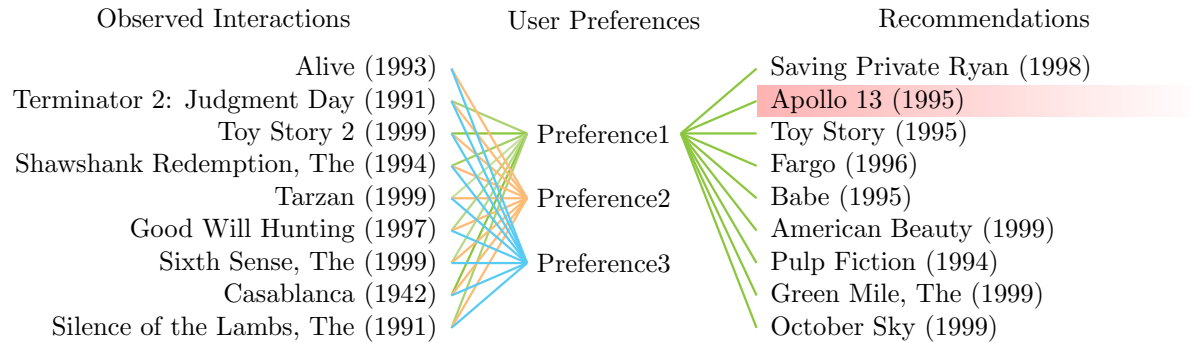 Observed Interactions
User Preferences
Recommendations
Alive (1993)
Terminator 2: Judgment Day (1991)
Toy Story 2 (1999)
Shawshank Redemption, The (1994)
Tarzan (1999)
Good Will Hunting (1997)
Sixth Sense, The (1999)
Casablanca (1942)
Silence of the Lambs, The (1991)
Preference1
Preference2
Preference3
Saving Private Ryan (1998)
Apollo 13 (1995)
Toy Story (1995)
Fargo (1996)
Babe (1995)
American Beauty (1999)
Pulp Fiction (1994)
Green Mile, The (1999)
October Sky (1999)